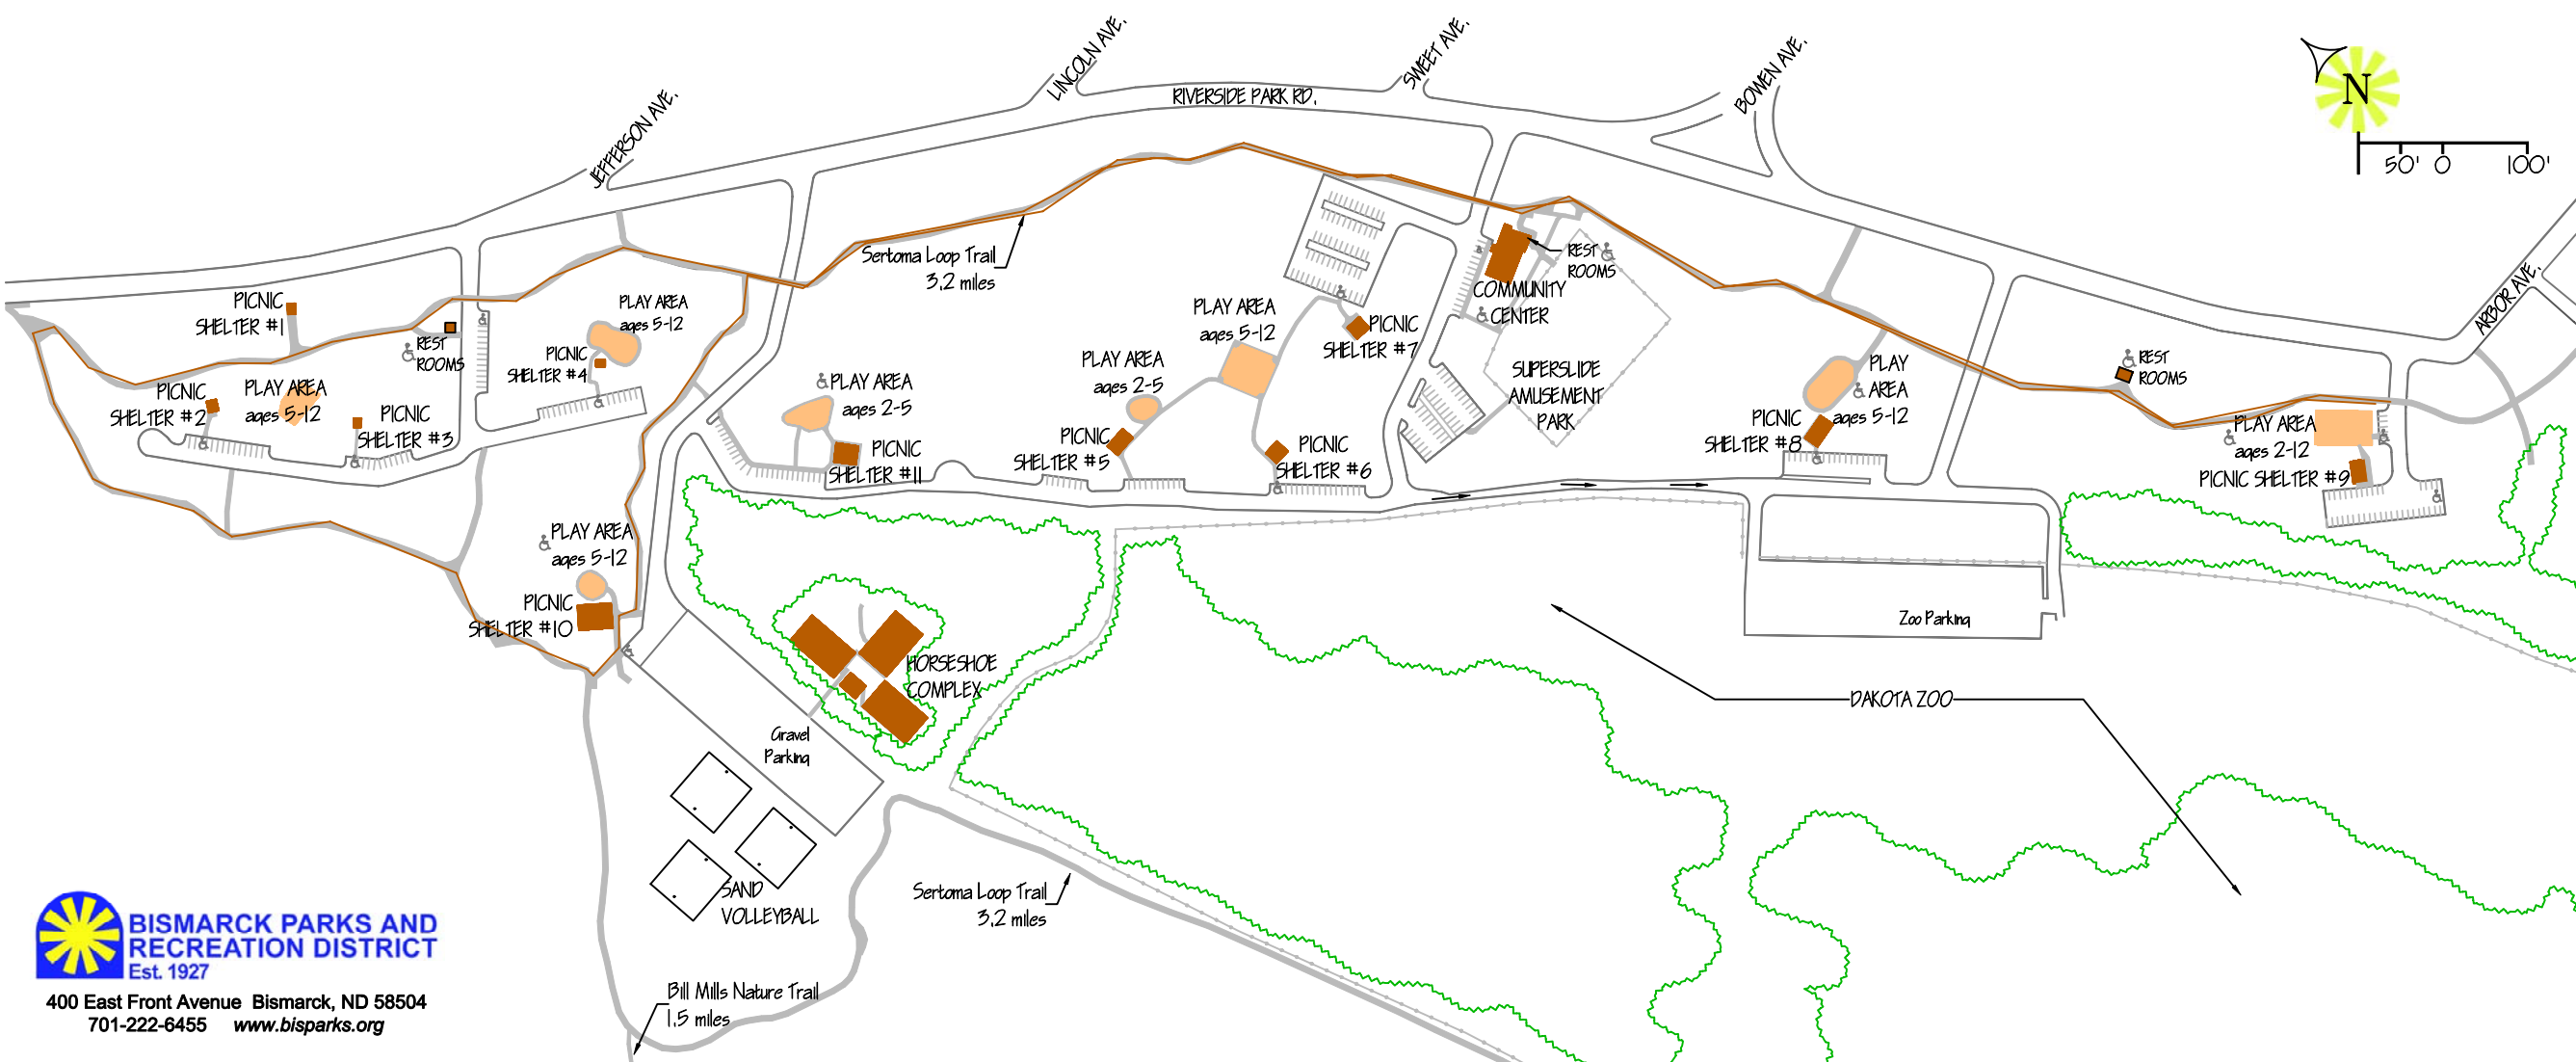 JEFFERSON AVE.
LINCOLN AVE.
SWEET AVE.
BOWEN AVE.
RIVERSIDE PARK RD.
N
50' 0 100'
ARBOR AVE.
Sertoma Loop Trail
3.2 miles
PICNIC
SHELTER #1
REST
ROOMS
PLAY AREA
ages 5-12
PICNIC
SHELTER #4
PICNIC
SHELTER #2
PLAY AREA
ages 5-12
PICNIC
SHELTER #3
PLAY AREA
ages 2-5
PICNIC
SHELTER #11
PLAY AREA
ages 2-5
PICNIC
SHELTER #5
PLAY AREA
ages 5-12
PICNIC
SHELTER #7
PICNIC
SHELTER #6
REST
ROOMS
COMMUNITY
CENTER
SUPERSLIDE
AMUSEMENT
PARK
PLAY
AREA
ages 5-12
PICNIC
SHELTER #8
REST
ROOMS
PLAY AREA
ages 2-12
PICNIC SHELTER #9
PLAY AREA
ages 5-12
PICNIC
SHELTER #10
HORSESHOE
COMPLEX
Gravel
Parking
Zoo Parking
DAKOTA ZOO
SAND
VOLLEYBALL
Sertoma Loop Trail
3.2 miles
Bill Mills Nature Trail
1.5 miles
BISMARCK PARKS AND
RECREATION DISTRICT
Est. 1927
400 East Front Avenue Bismarck, ND 58504
701-222-6455 www.bisparks.org